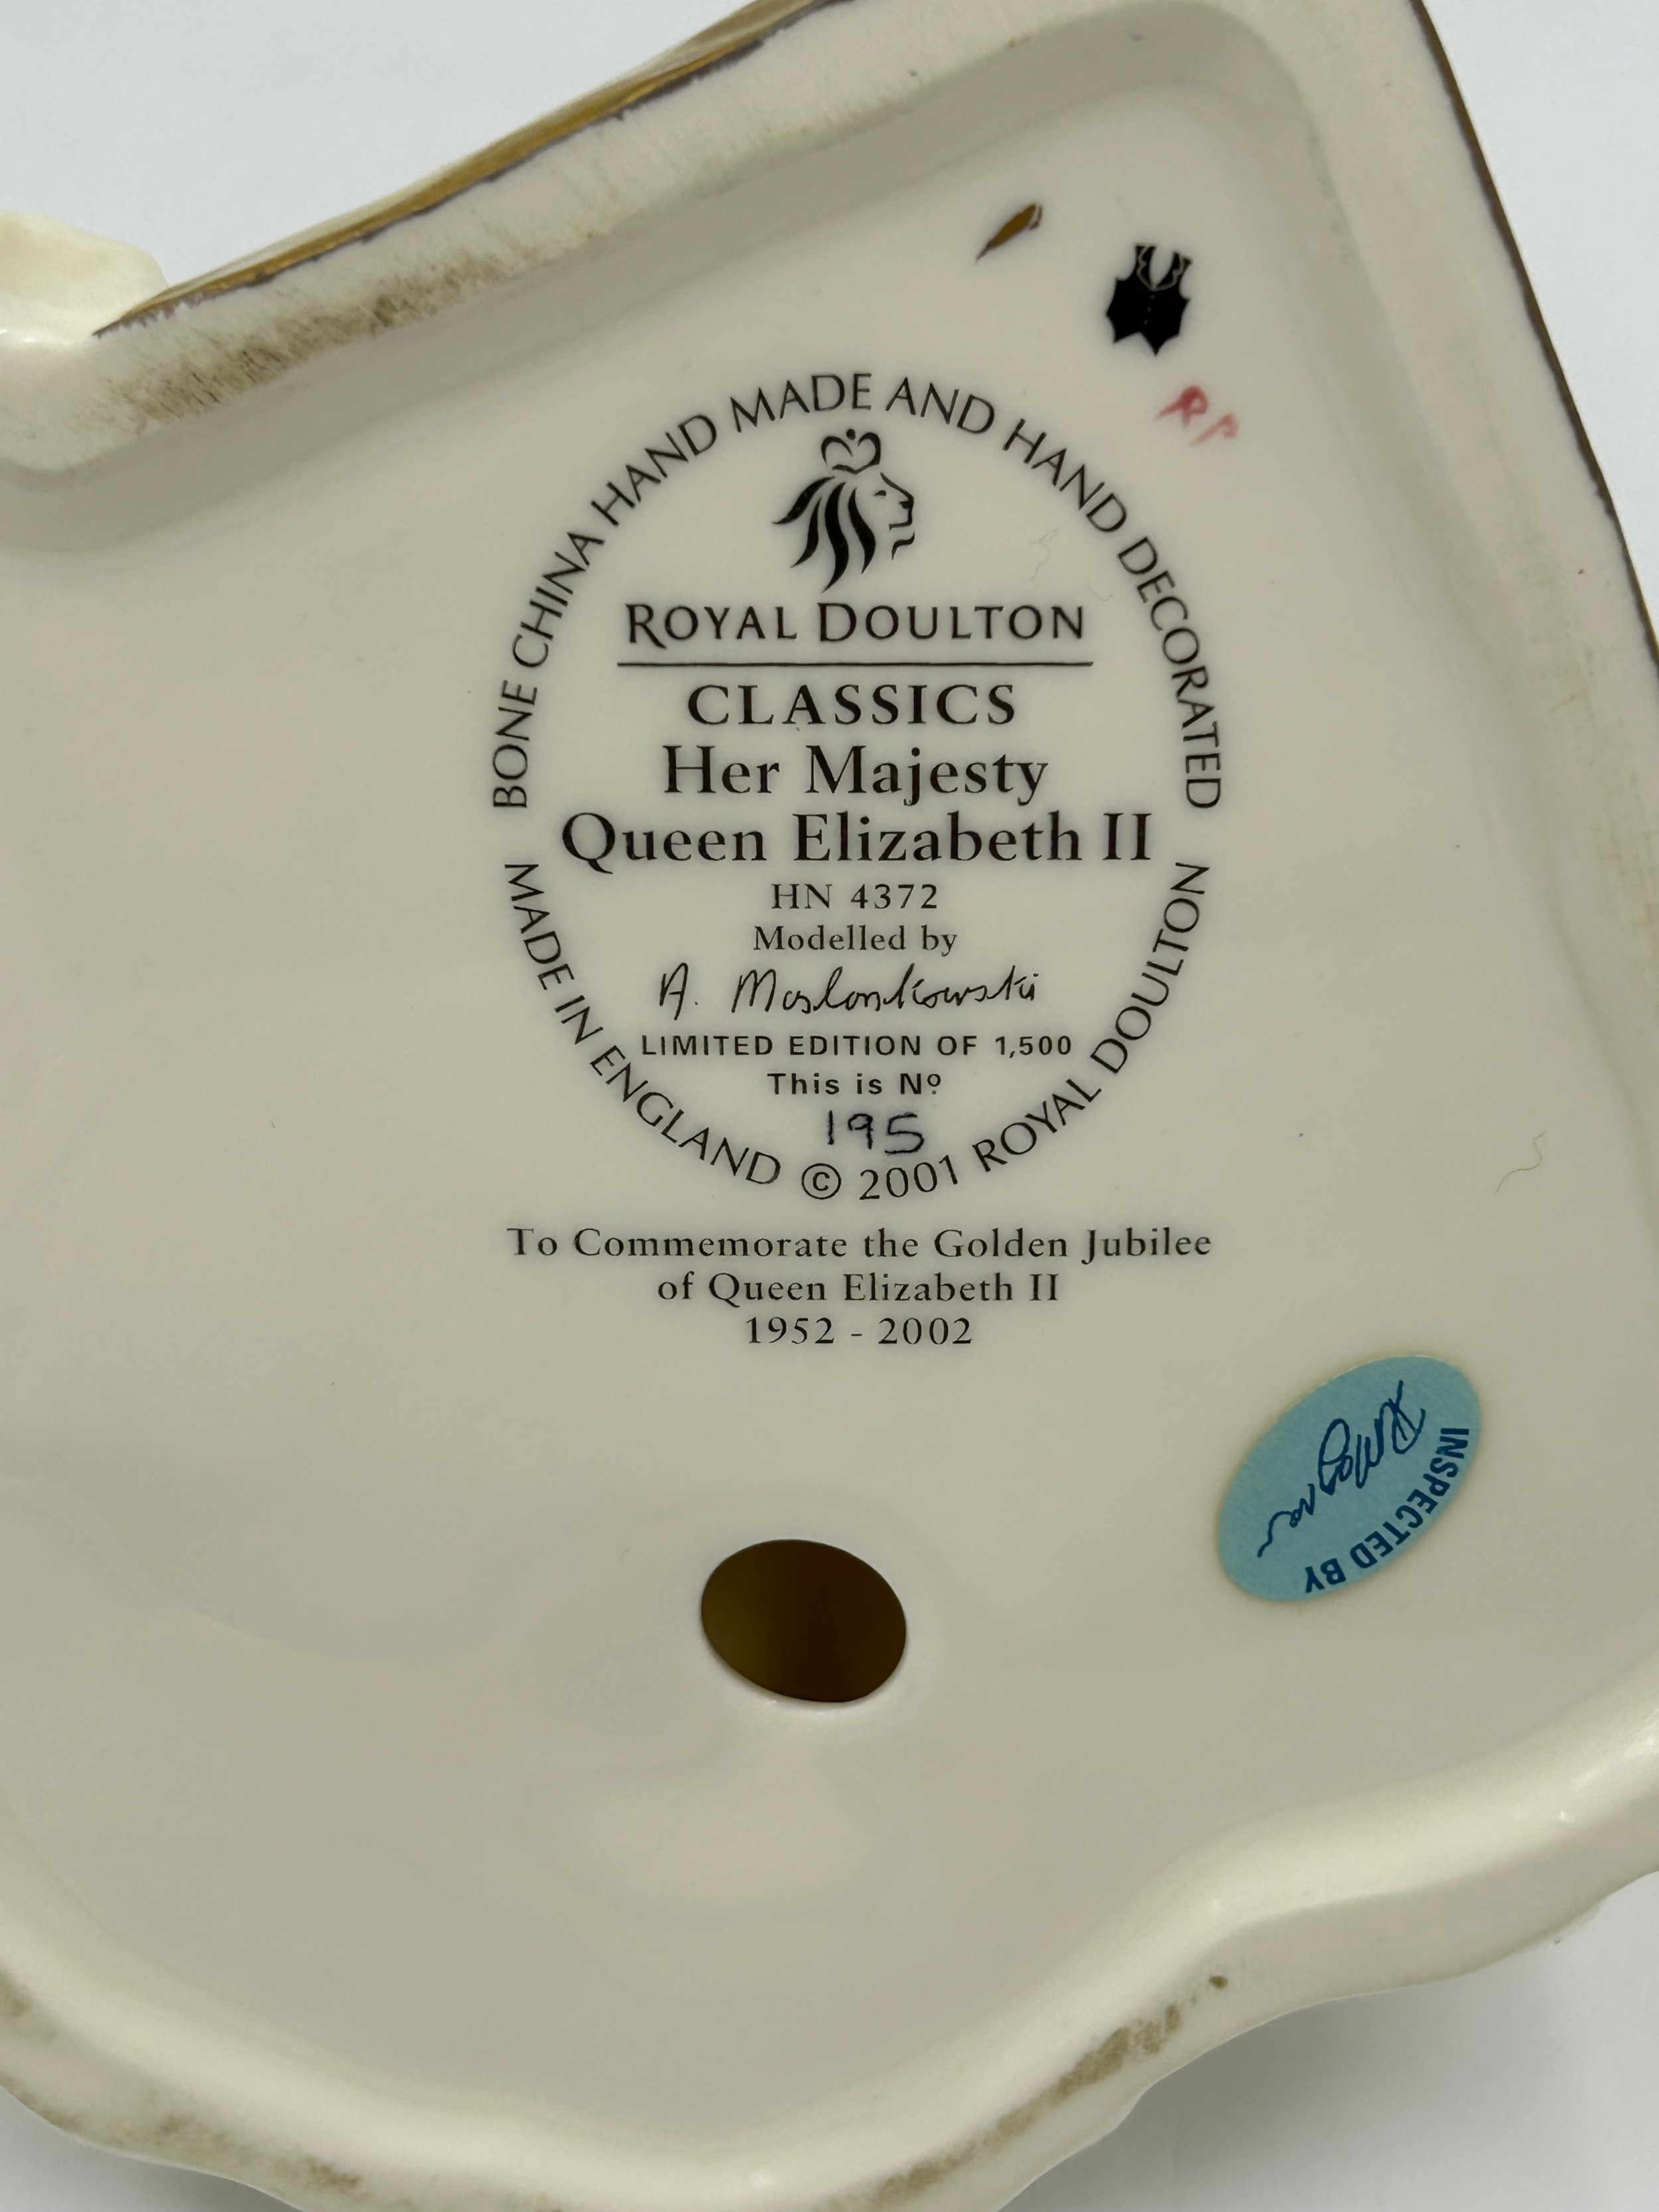 RP
BONE CHINA HAND MADE AND HAND DECORATED
ROYAL DOULTON
CLASSICS
Her Majesty
Queen Elizabeth II
HN 4372
Modelled by
A. Maslankowski
LIMITED EDITION OF 1,500
This is Nº
195
MADE IN ENGLAND © 2001 ROYAL DOULTON
To Commemorate the Golden Jubilee
of Queen Elizabeth II
1952 - 2002
INSPECTED BY